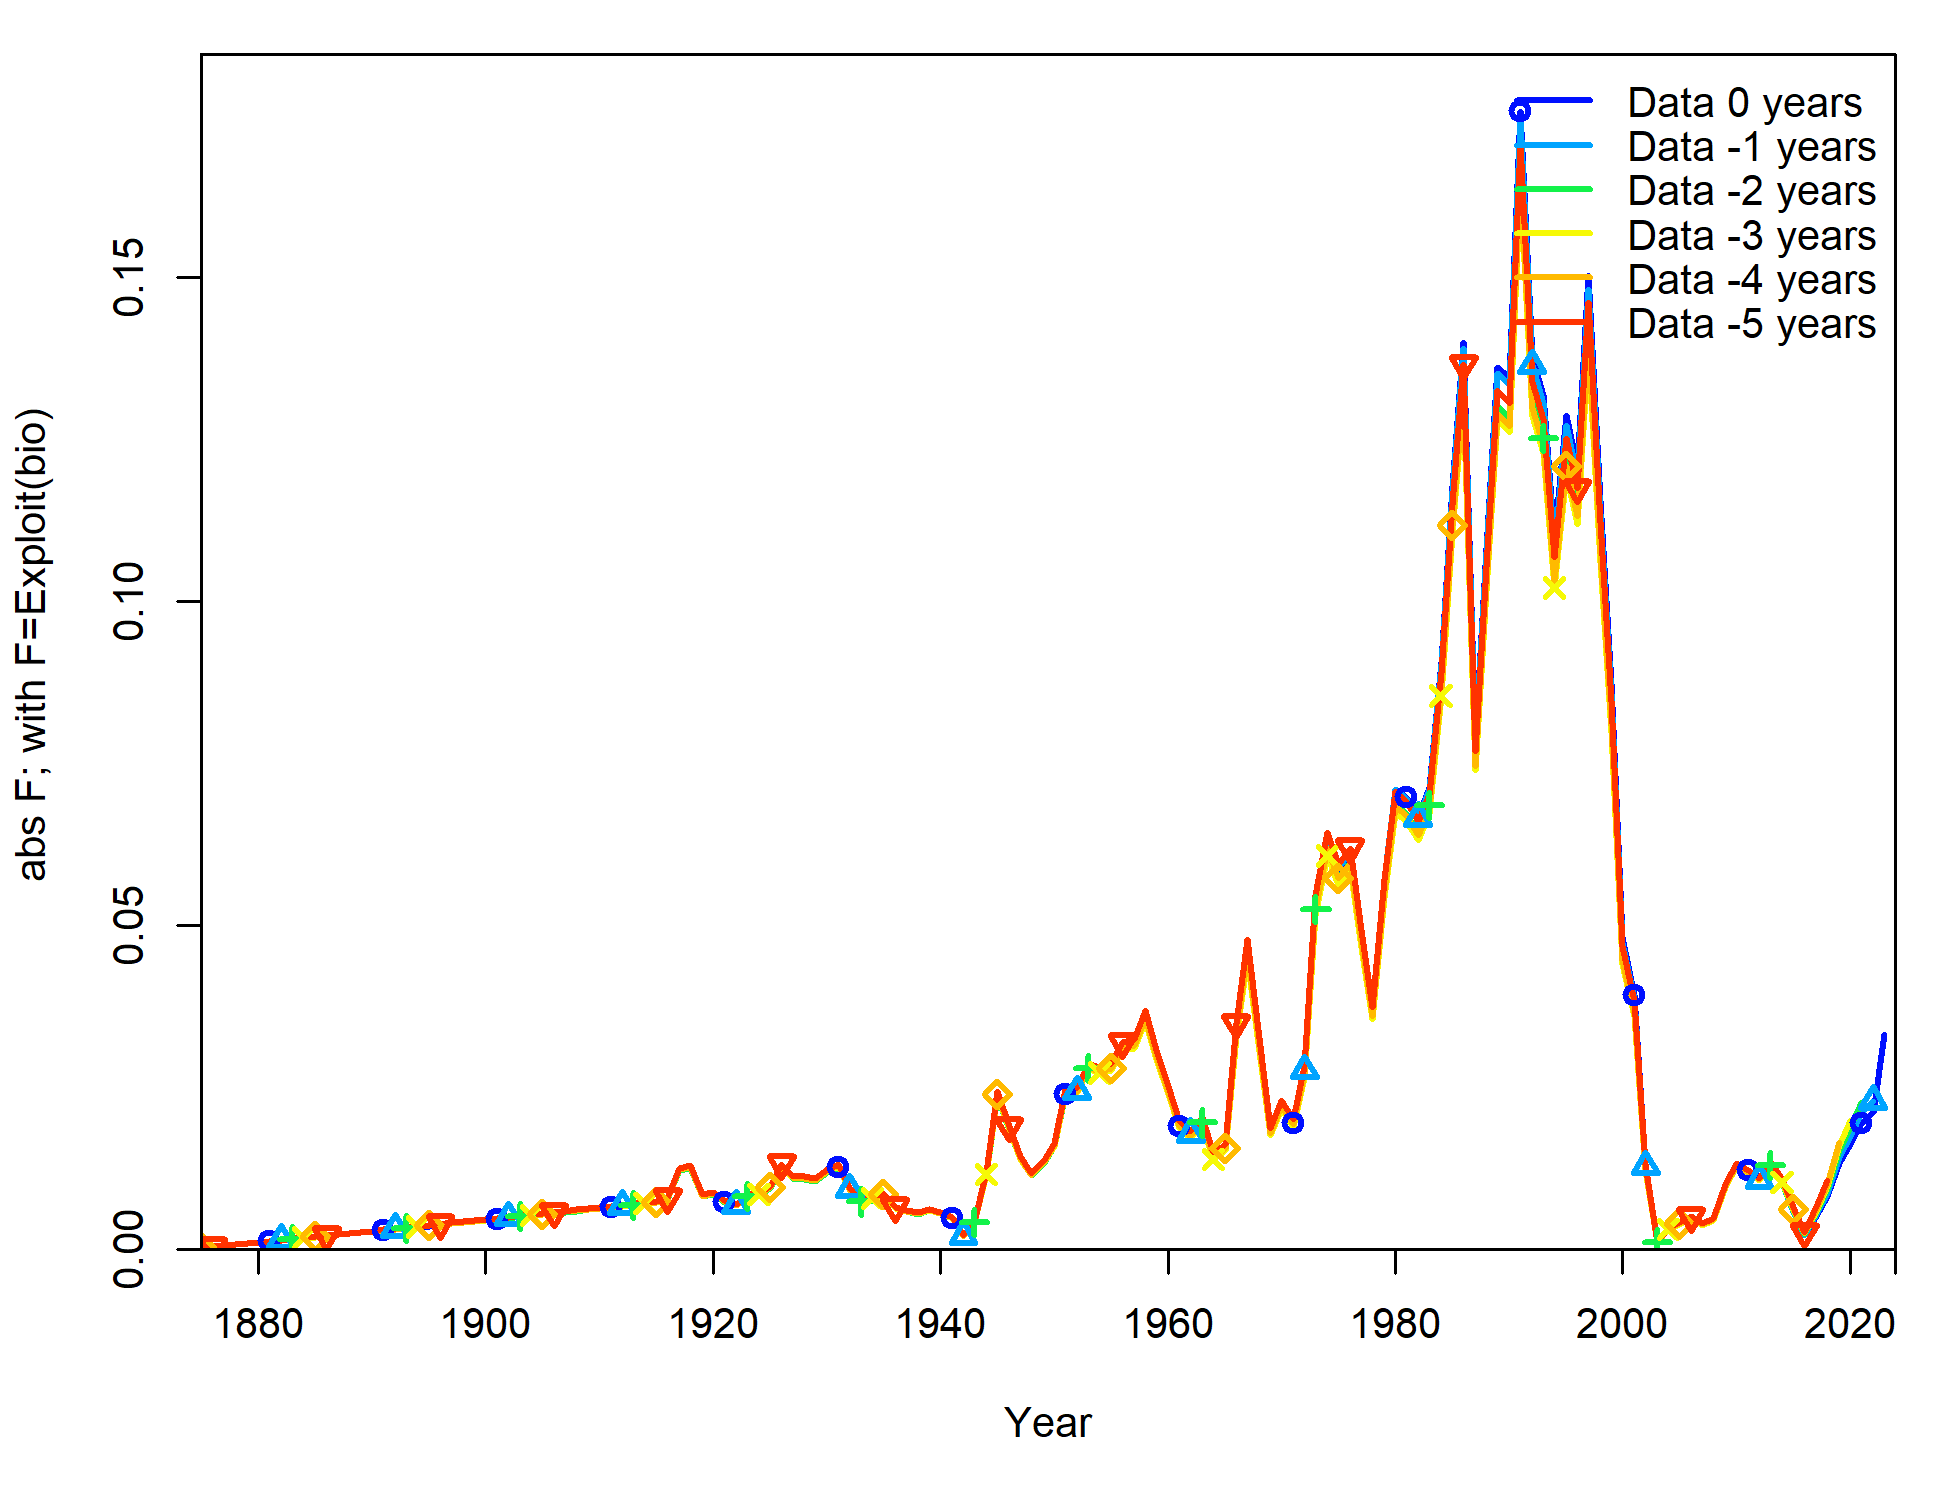 Data 0 years
Data -1 years
Data -2 years
Data -3 years
Data -4 years
Data -5 years
0.15
0.10
0.05
0.00
abs F; with F=Exploit(bio)
1880 1900 1920 1940 1960 1980 2000 2020
Year